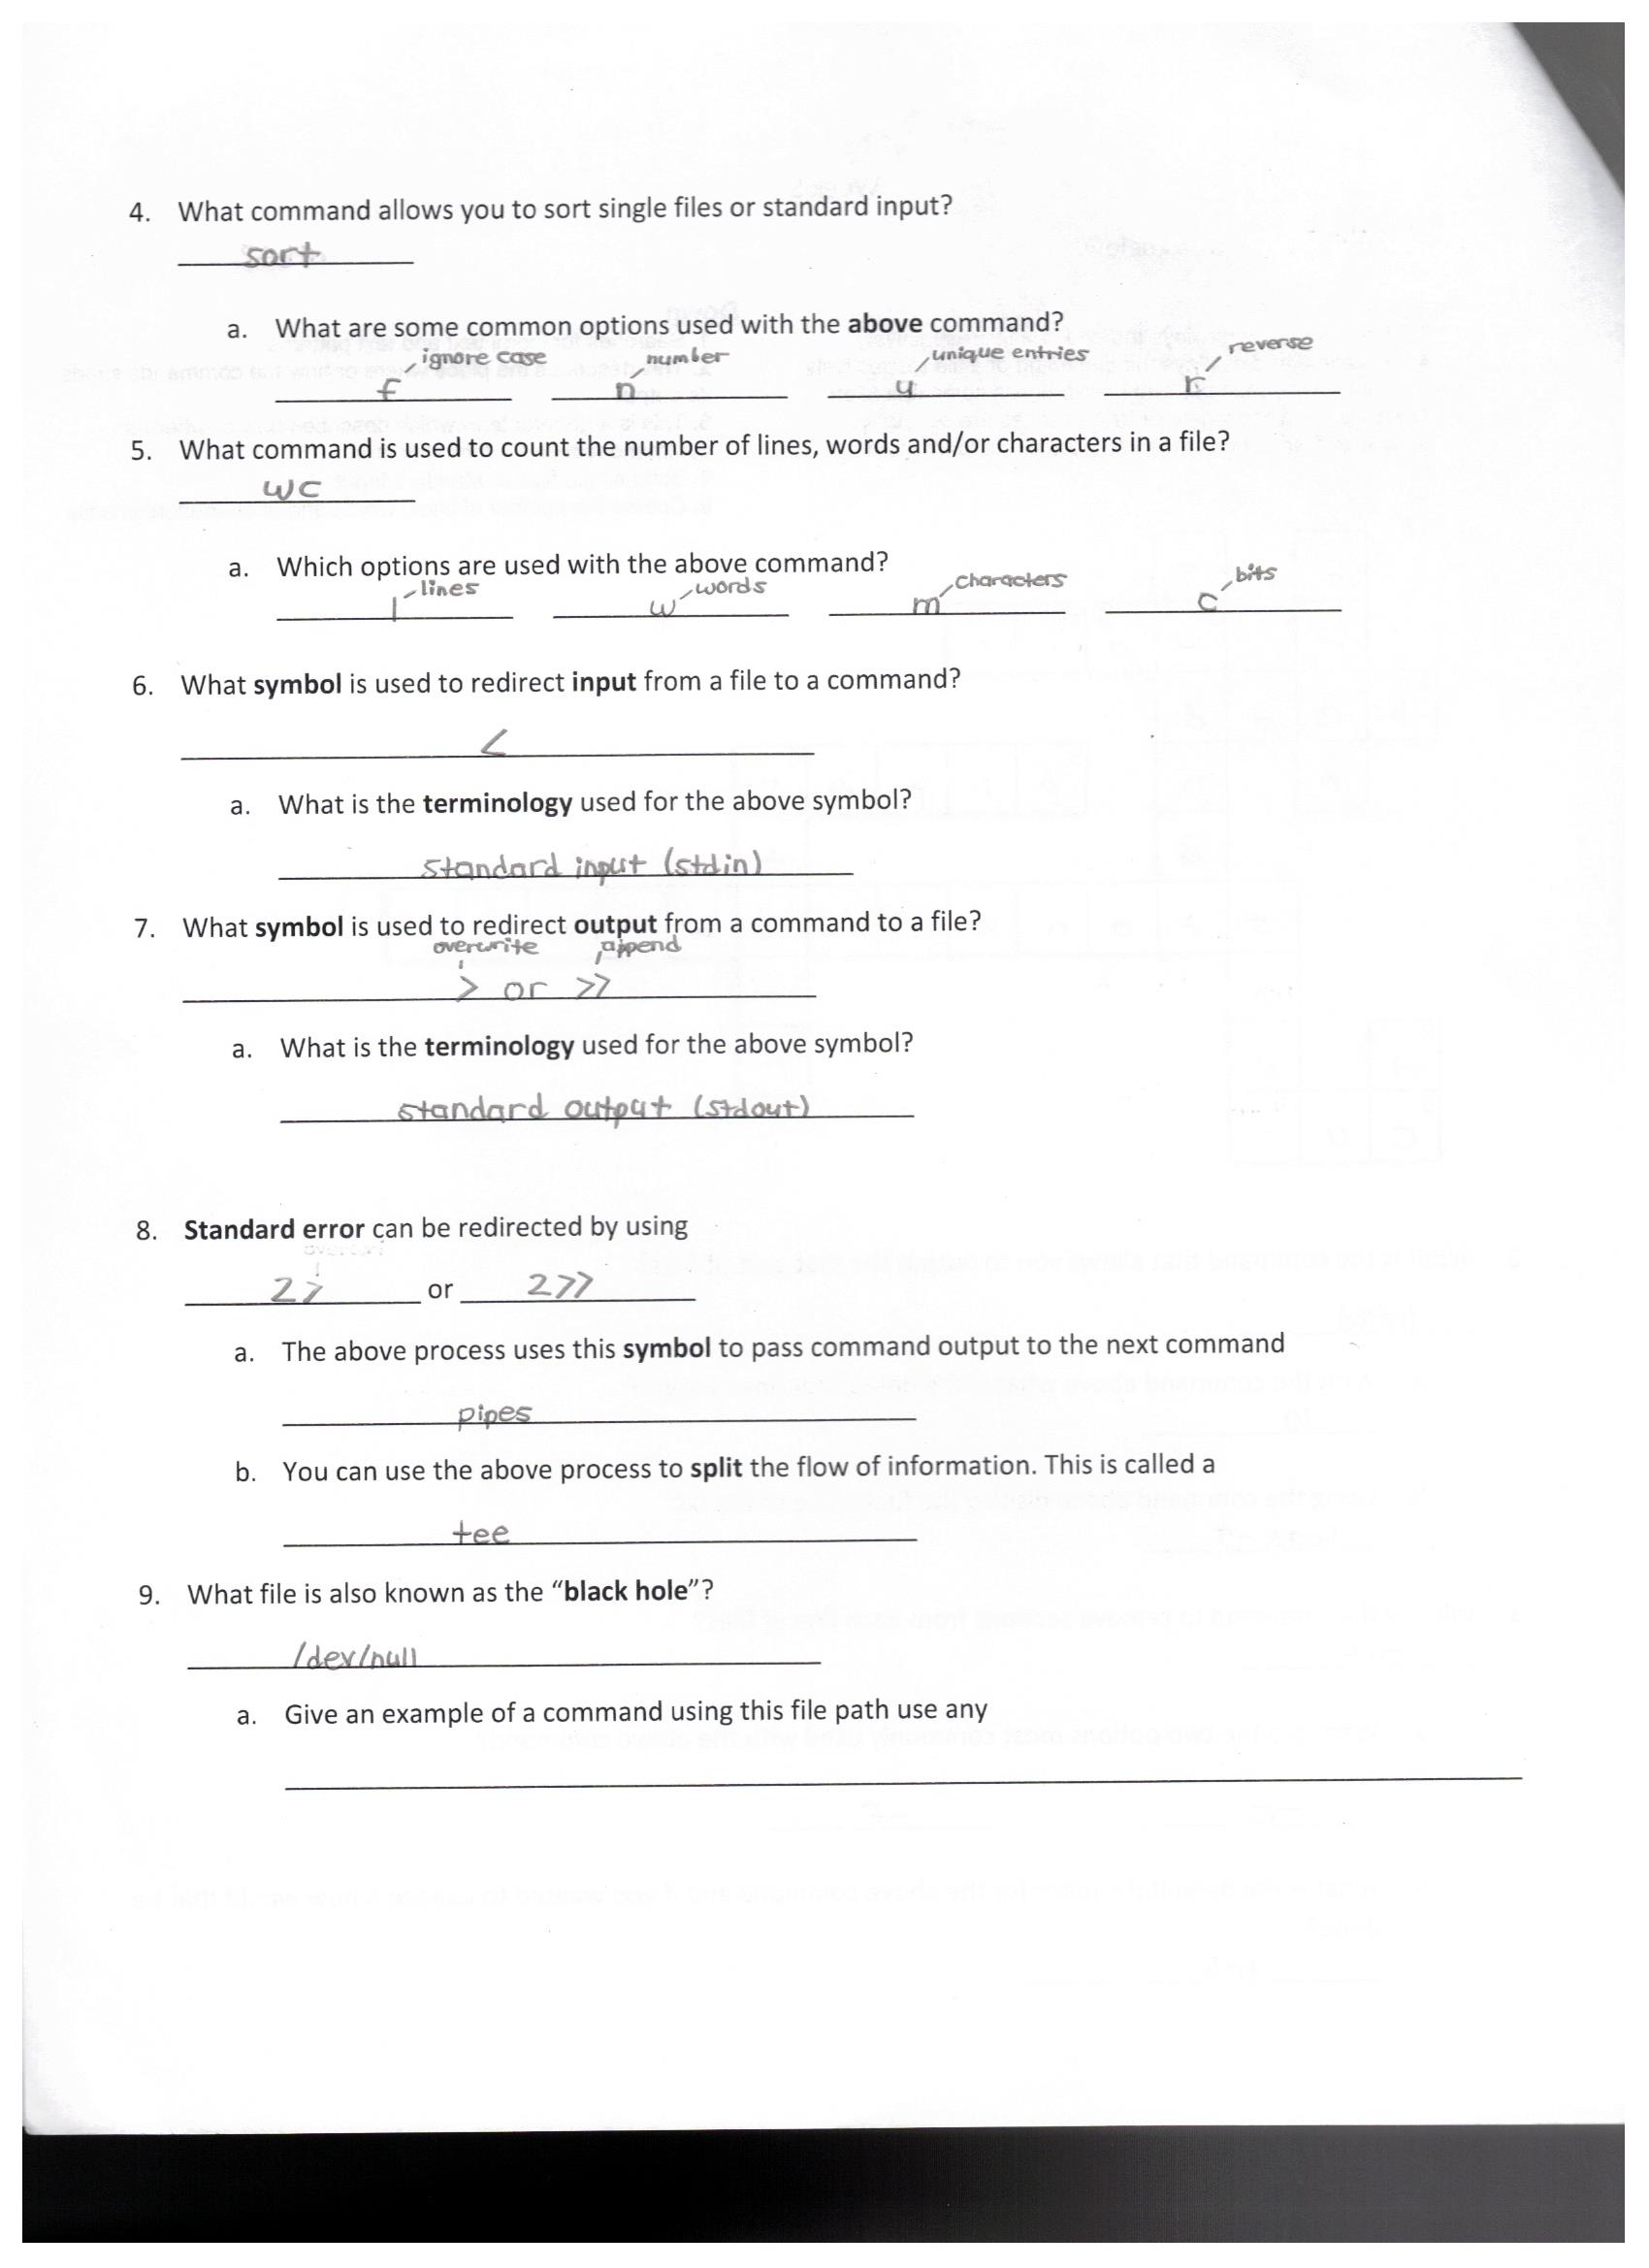 4. What command allows you to sort single files or standard input?
sort
a. What are some common options used with the above command?
ignore case number unique entries reverse
f n u r
5. What command is used to count the number of lines, words and/or characters in a file?
wc
a. Which options are used with the above command?
lines words characters bits
l w m c
6. What symbol is used to redirect input from a file to a command?
<
a. What is the terminology used for the above symbol?
standard input (stdin)
7. What symbol is used to redirect output from a command to a file?
overwrite append
> or >>
a. What is the terminology used for the above symbol?
standard output (stdout)
8. Standard error can be redirected by using
2> or 2>>
a. The above process uses this symbol to pass command output to the next command
pipes
b. You can use the above process to split the flow of information. This is called a
tee
9. What file is also known as the "black hole"?
/dev/null
a. Give an example of a command using this file path use any